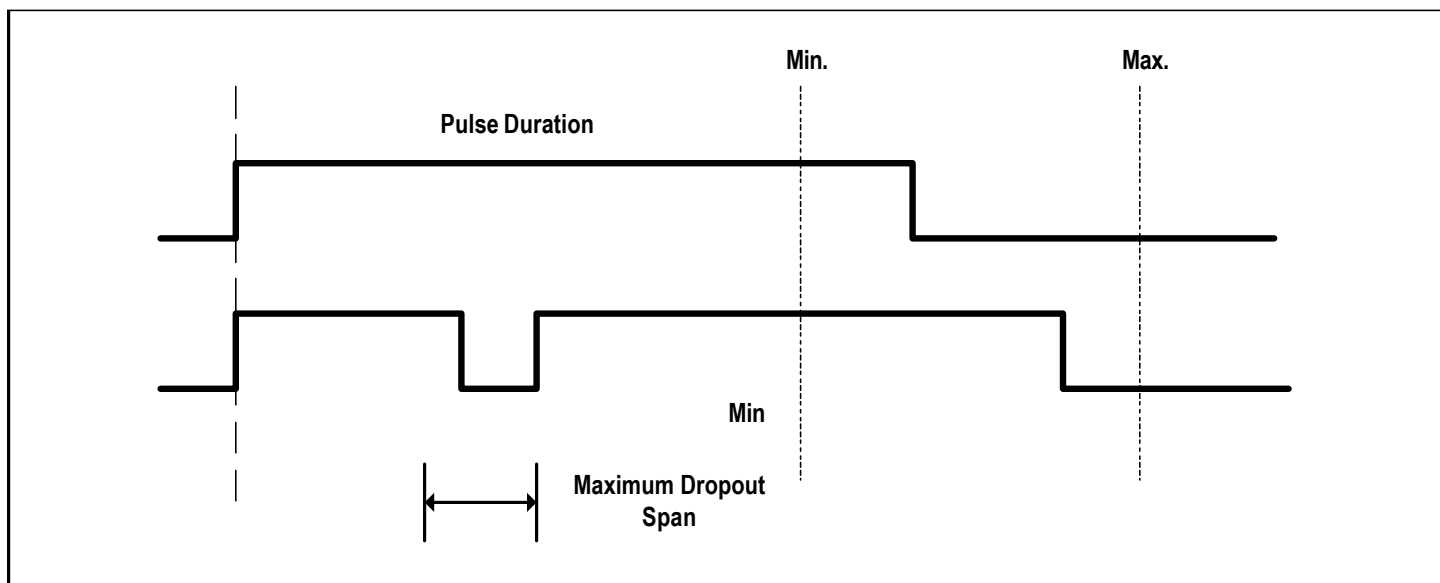 Min.
Max.
Pulse Duration
Min
Maximum Dropout
Span